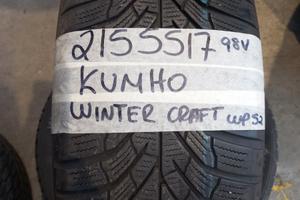 2155517 98V
KUMHO
WINTER CRAFT WP52